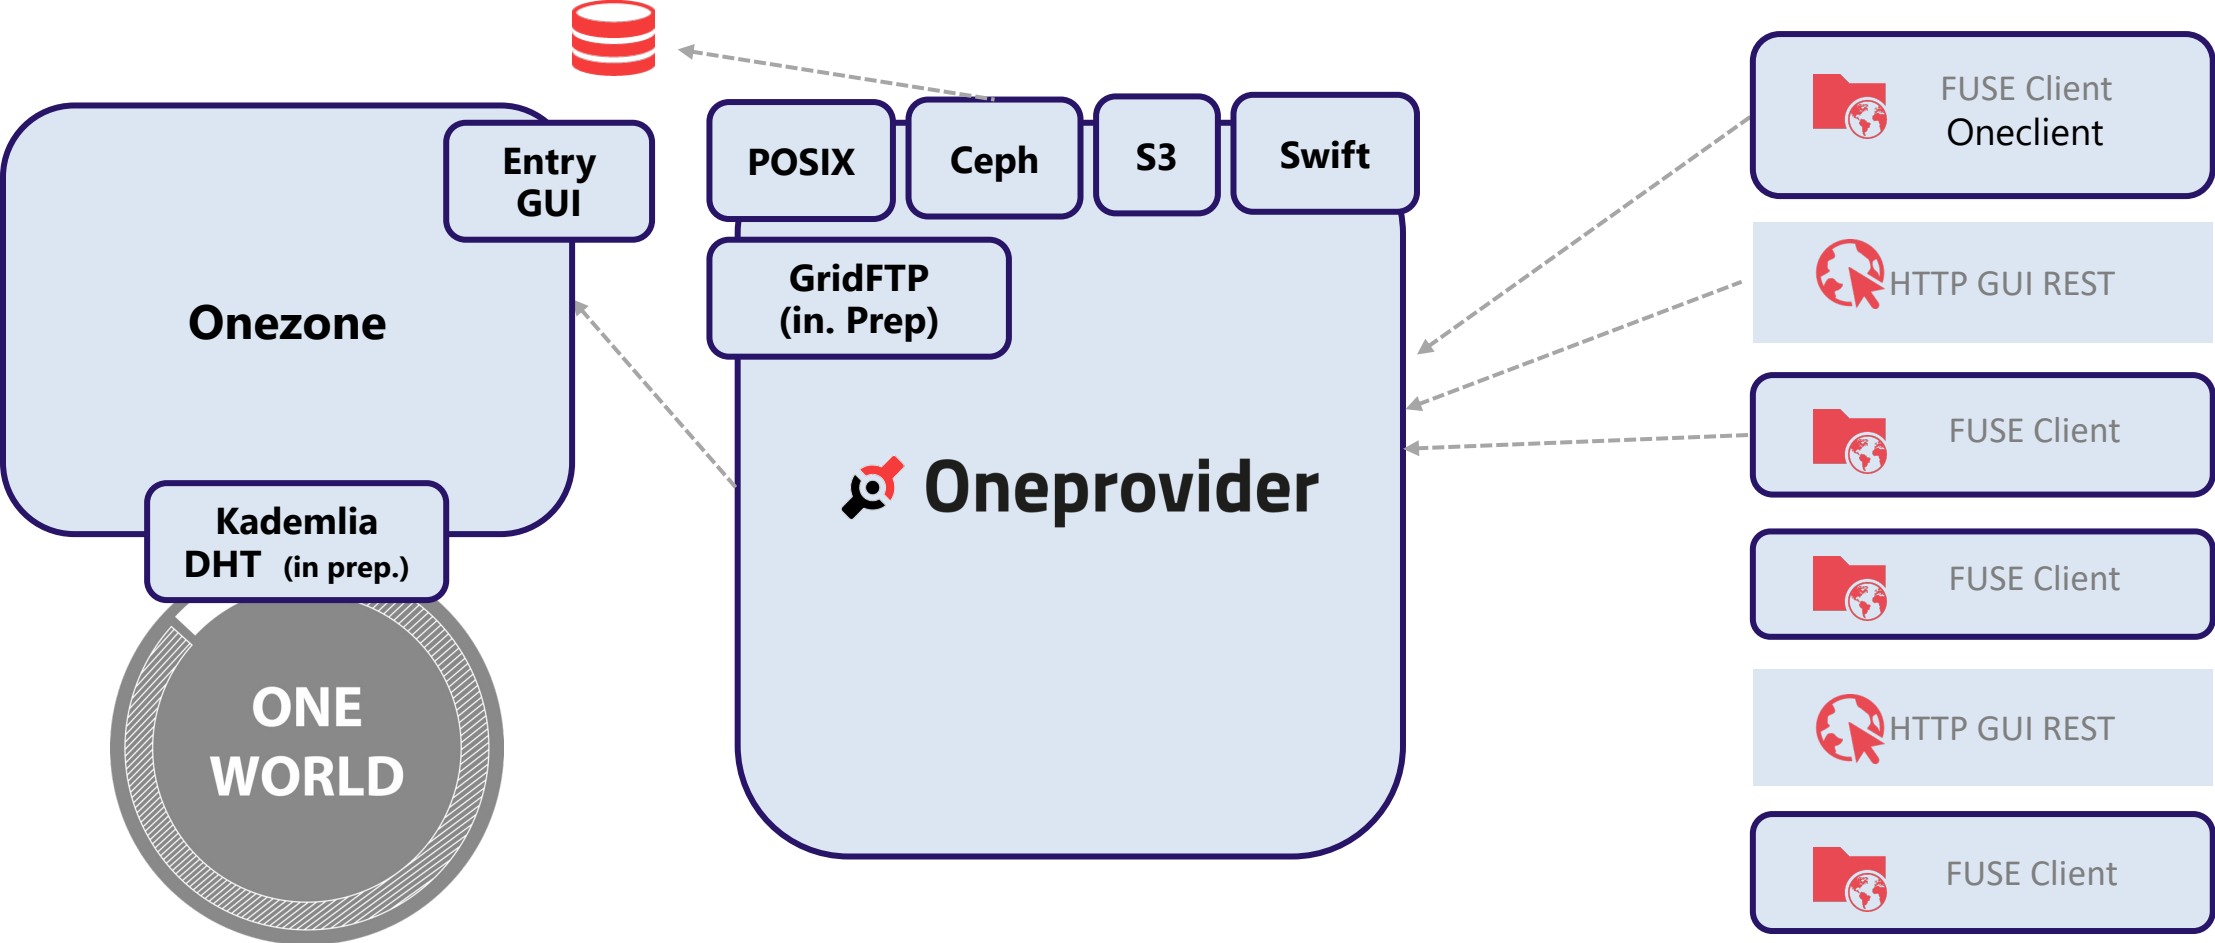 Entry
GUI
Onezone
Kademlia
DHT (in prep.)
ONE
WORLD
POSIX
Ceph
S3
Swift
GridFTP
(in. Prep)
Oneprovider
FUSE Client
Oneclient
HTTP GUI REST
FUSE Client
FUSE Client
HTTP GUI REST
FUSE Client